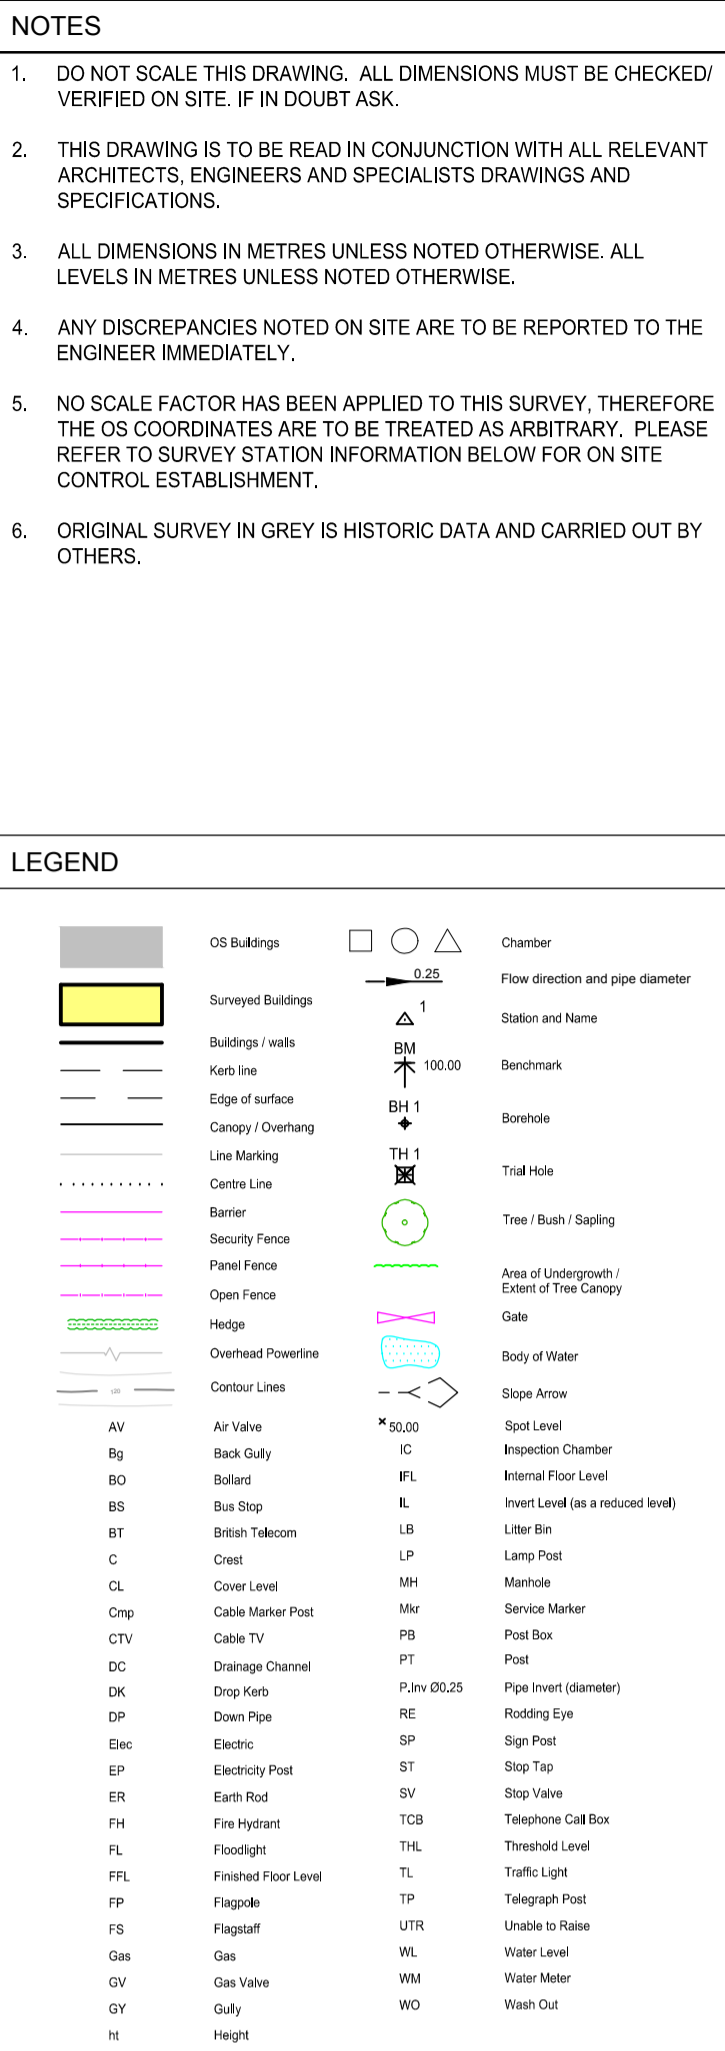 NOTES
1. DO NOT SCALE THIS DRAWING. ALL DIMENSIONS MUST BE CHECKED/
VERIFIED ON SITE. IF IN DOUBT ASK.
2. THIS DRAWING IS TO BE READ IN CONJUNCTION WITH ALL RELEVANT
ARCHITECTS, ENGINEERS AND SPECIALISTS DRAWINGS AND
SPECIFICATIONS.
3. ALL DIMENSIONS IN METRES UNLESS NOTED OTHERWISE. ALL
LEVELS IN METRES UNLESS NOTED OTHERWISE.
4. ANY DISCREPANCIES NOTED ON SITE ARE TO BE REPORTED TO THE
ENGINEER IMMEDIATELY.
5. NO SCALE FACTOR HAS BEEN APPLIED TO THIS SURVEY, THEREFORE
THE OS COORDINATES ARE TO BE TREATED AS ARBITRARY. PLEASE
REFER TO SURVEY STATION INFORMATION BELOW FOR ON SITE
CONTROL ESTABLISHMENT.
6. ORIGINAL SURVEY IN GREY IS HISTORIC DATA AND CARRIED OUT BY
OTHERS.
LEGEND
OS Buildings
Surveyed Buildings
Buildings / walls
Kerb line
Edge of surface
Canopy / Overhang
Line Marking
Centre Line
Barrier
Security Fence
Panel Fence
Open Fence
Hedge
Overhead Powerline
120 Contour Lines
AV Air Valve
Bg Back Gully
BO Bollard
BS Bus Stop
BT British Telecom
C Crest
CL Cover Level
Cmp Cable Marker Post
CTV Cable TV
DC Drainage Channel
DK Drop Kerb
DP Down Pipe
Elec Electric
EP Electricity Post
ER Earth Rod
FH Fire Hydrant
FL Floodlight
FFL Finished Floor Level
FP Flagpole
FS Flagstaff
Gas Gas
GV Gas Valve
GY Gully
ht Height
Chamber
0.25 Flow direction and pipe diameter
1 Station and Name
BM
100.00 Benchmark
BH 1
Borehole
TH 1
Trial Hole
Tree / Bush / Sapling
Area of Undergrowth /
Extent of Tree Canopy
Gate
Body of Water
Slope Arrow
50.00 Spot Level
IC Inspection Chamber
IFL Internal Floor Level
IL Invert Level (as a reduced level)
LB Litter Bin
LP Lamp Post
MH Manhole
Mkr Service Marker
PB Post Box
PT Post
P.Inv Ø0.25 Pipe Invert (diameter)
RE Rodding Eye
SP Sign Post
ST Stop Tap
SV Stop Valve
TCB Telephone Call Box
THL Threshold Level
TL Traffic Light
TP Telegraph Post
UTR Unable to Raise
WL Water Level
WM Water Meter
WO Wash Out